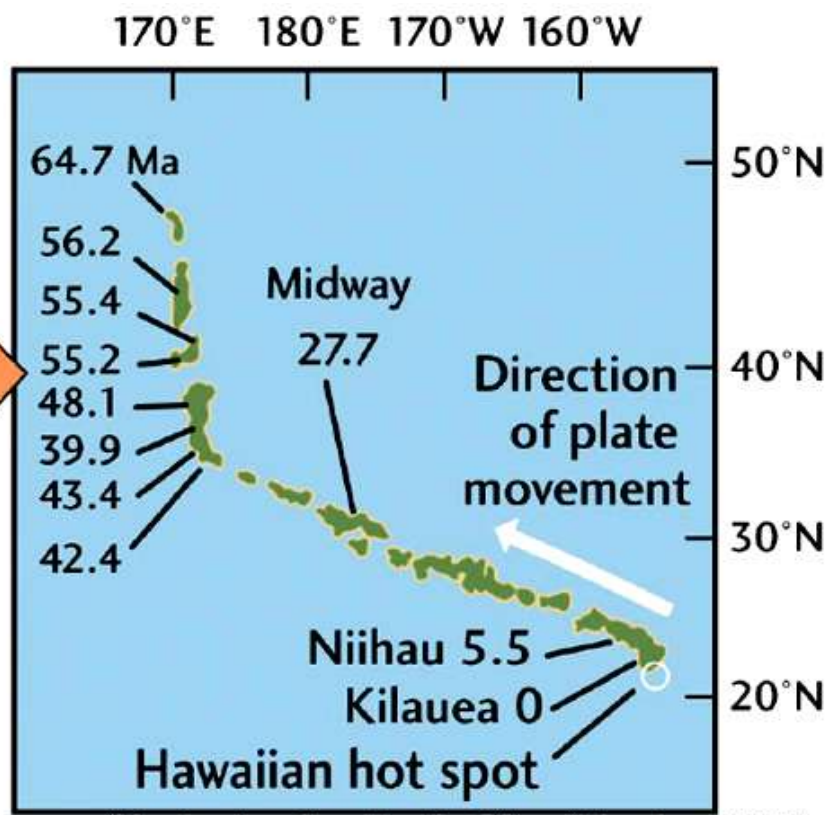 170°E 180°E 170°W 160°W
50°N
64.7 Ma
56.2
55.4
55.2
48.1
39.9
43.4
42.4
Midway
27.7
40°N
Direction
of plate
movement
30°N
Niihau 5.5
Kilauea 0
20°N
Hawaiian hot spot